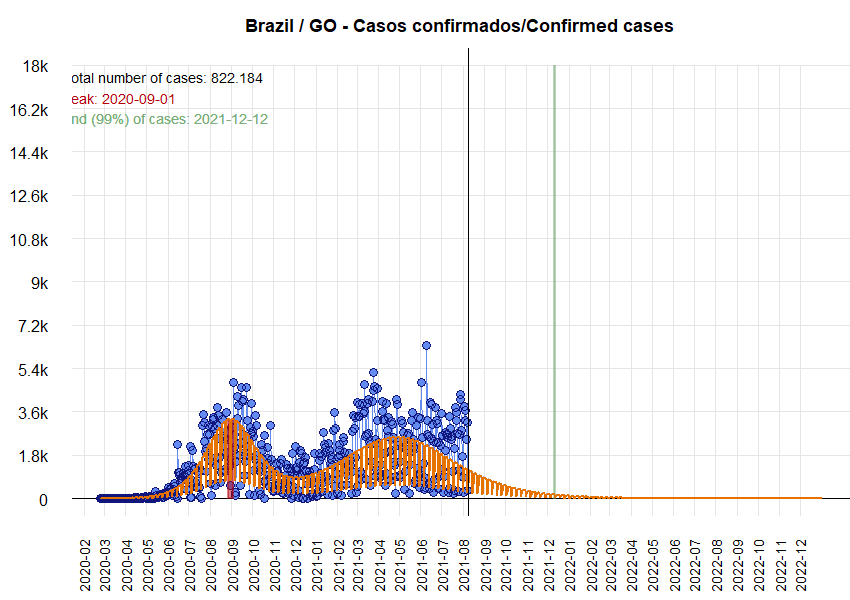 Brazil / GO - Casos confirmados/Confirmed cases
18k
otal number of cases: 822.184
eak: 2020-09-01
nd (99%) of cases: 2021-12-12
16.2k
14.4k
12.6k
10.8k
9k
7.2k
5.4k
3.6k
1.8k
0
2020-02
2020-03
2020-04
2020-05
2020-06
2020-07
2020-08
2020-09
2020-10
2020-11
2020-12
2021-01
2021-02
2021-03
2021-04
2021-05
2021-06
2021-07
2021-08
2021-09
2021-10
2021-11
2021-12
2022-01
2022-02
2022-03
2022-04
2022-05
2022-06
2022-07
2022-08
2022-09
2022-10
2022-11
2022-12